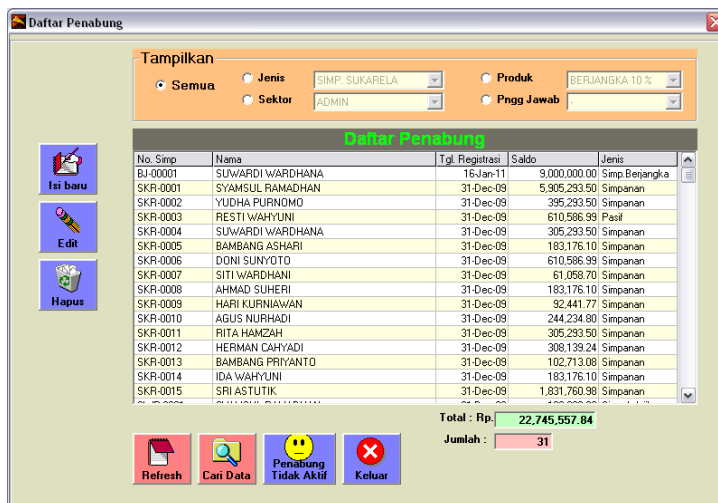 Daftar Penabung
Tampilkan
Semua Jenis SIMP. SUKARELA Produk BERJANGKA 10 %
Sektor ADMIN Pngg Jawab -
Daftar Penabung
No. Simp Nama Tgl. Registrasi Saldo Jenis
BJ-00001 SUWARDI WARDHANA 16-Jan-11 9,000,000.00 Simp.Berjangka
SKR-0001 SYAMSUL RAMADHAN 31-Dec-09 5,905,293.50 Simpanan
SKR-0002 YUDHA PURNOMO 31-Dec-09 395,293.50 Simpanan
SKR-0003 RESTI WAHYUNI 31-Dec-09 610,586.99 Pasif
SKR-0004 SUWARDI WARDHANA 31-Dec-09 305,293.50 Simpanan
SKR-0005 BAMBANG ASHARI 31-Dec-09 183,176.10 Simpanan
SKR-0006 DONI SUNYOTO 31-Dec-09 610,586.99 Simpanan
SKR-0007 SITI WARDHANI 31-Dec-09 61,058.70 Simpanan
SKR-0008 AHMAD SUHERI 31-Dec-09 183,176.10 Simpanan
SKR-0009 HARI KURNIAWAN 31-Dec-09 92,441.77 Simpanan
SKR-0010 AGUS NURHADI 31-Dec-09 244,234.80 Simpanan
SKR-0011 RITA HAMZAH 31-Dec-09 305,293.50 Simpanan
SKR-0012 HERMAN CAHYADI 31-Dec-09 308,139.24 Simpanan
SKR-0013 BAMBANG PRIYANTO 31-Dec-09 102,713.08 Simpanan
SKR-0014 IDA WAHYUNI 31-Dec-09 183,176.10 Simpanan
SKR-0015 SRI ASTUTIK 31-Dec-09 1,831,760.98 Simpanan
Isi baru
Edit
Hapus
Total : Rp. 22,745,557.84
Jumlah : 31
Refresh
Cari Data
Penabung
Tidak Aktif
Keluar